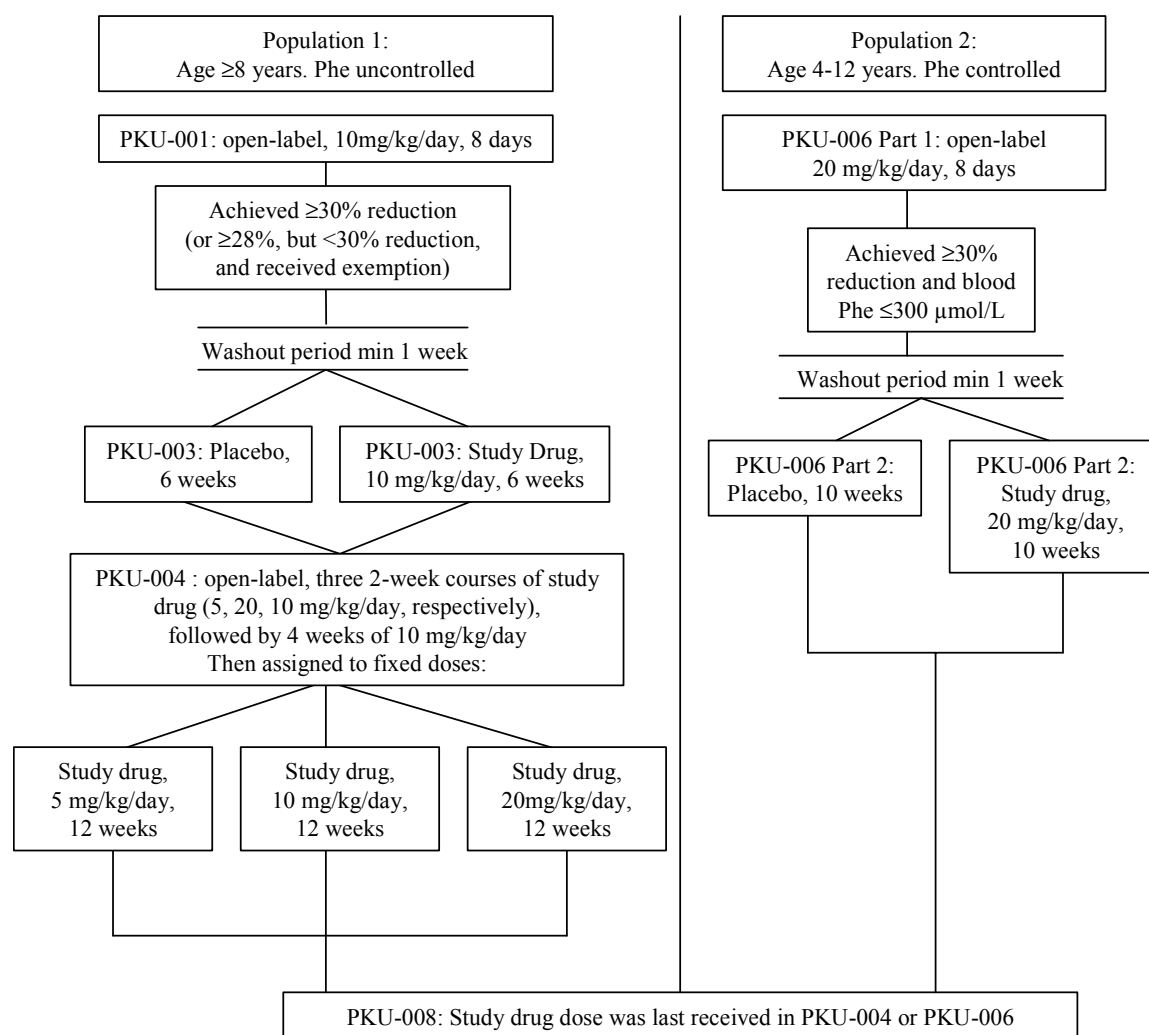 Population 1:
Age ≥8 years. Phe uncontrolled
PKU-001: open-label, 10mg/kg/day, 8 days
Achieved ≥30% reduction
(or ≥28%, but <30% reduction,
and received exemption)
Washout period min 1 week
PKU-003: Placebo,
6 weeks
PKU-003: Study Drug,
10 mg/kg/day, 6 weeks
PKU-004 : open-label, three 2-week courses of study
drug (5, 20, 10 mg/kg/day, respectively),
followed by 4 weeks of 10 mg/kg/day
Then assigned to fixed doses:
Study drug,
5 mg/kg/day,
12 weeks
Study drug,
10 mg/kg/day,
12 weeks
Study drug,
20mg/kg/day,
12 weeks
Population 2:
Age 4-12 years. Phe controlled
PKU-006 Part 1: open-label
20 mg/kg/day, 8 days
Achieved ≥30%
reduction and blood
Phe ≤300 µmol/L
Washout period min 1 week
PKU-006 Part 2:
Placebo, 10 weeks
PKU-006 Part 2:
Study drug,
20 mg/kg/day,
10 weeks
PKU-008: Study drug dose was last received in PKU-004 or PKU-006